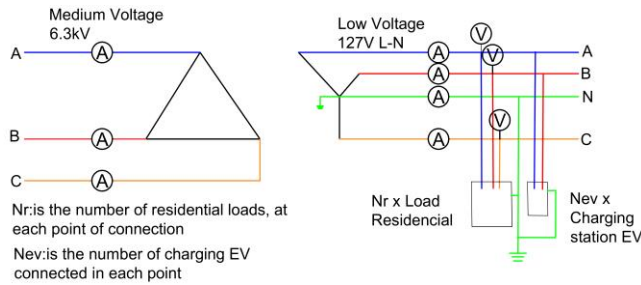 Medium Voltage
6.3kV
A
A
B
A
C
A
Nr:is the number of residential loads, at
each point of connection
Nev:is the number of charging EV
connected in each point
Low Voltage
127V L-N
V
V
A
A
A
B
A
N
A
V
A
C
Nr x Load
Residencial
Nev x
Charging
station EV